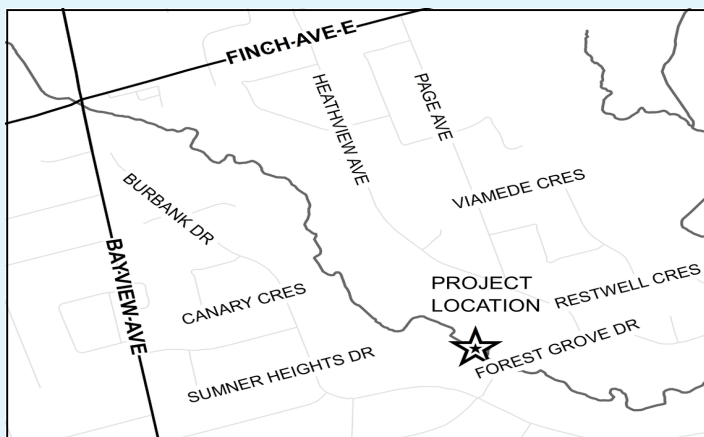 FINCH-AVE-E
HEATHVIEW AVE
PAGE AVE
BURBANK DR
VIAMEDE CRES
BAYVIEW-AVE
CANARY CRES
PROJECT
LOCATION
RESTWELL CRES
FOREST GROVE DR
SUMNER HEIGHTS DR